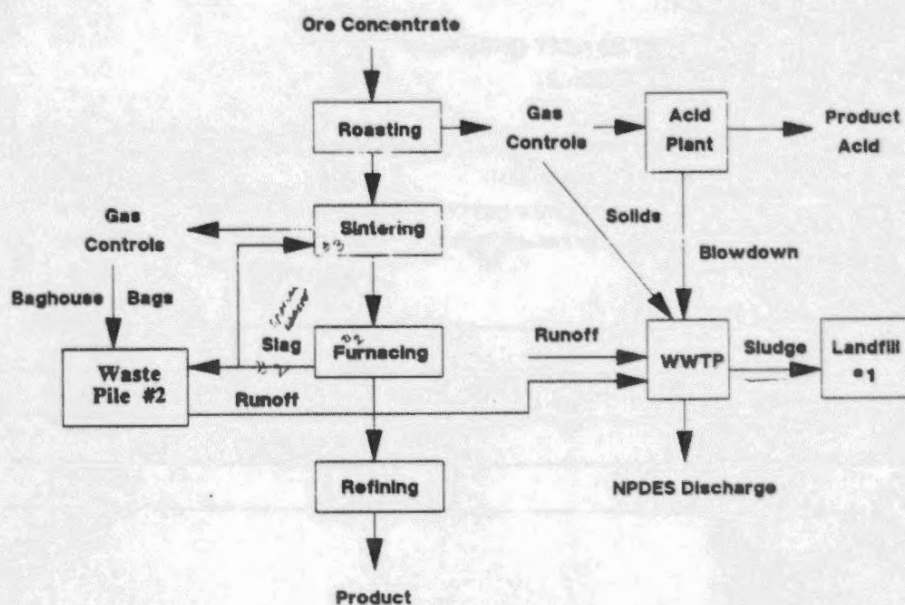 Ore Concentrate
Roasting
Gas
Controls
Acid
Plant
Product
Acid
Gas
Controls
Sintering
Solids
Blowdown
Baghouse Bags
Slag
Furnacing
Runoff
WWTP
Sludge
Landfill
#1
Waste
Pile #2
Runoff
Refining
NPDES Discharge
Product